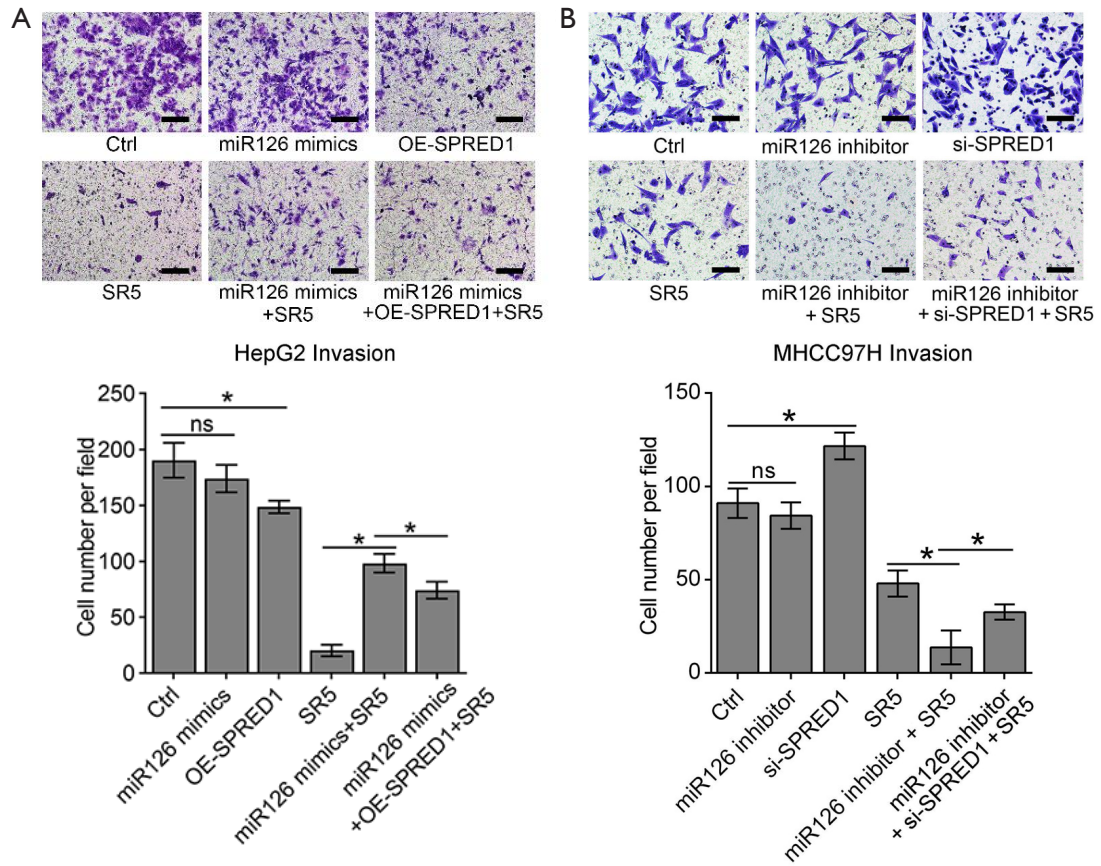 A
Ctrl
miR126 mimics
OE-SPRED1
SR5
miR126 mimics
+SR5
miR126 mimics
+OE-SPRED1+SR5
HepG2 Invasion
Cell number per field
250
200
150
100
50
0
*
ns
*
*
Ctrl
miR126 mimics
OE-SPRED1
SR5
miR126 mimics+SR5
miR126 mimics
+OE-SPRED1+SR5
B
Ctrl
miR126 inhibitor
si-SPRED1
SR5
miR126 inhibitor
+ SR5
miR126 inhibitor
+ si-SPRED1 + SR5
MHCC97H Invasion
Cell number per field
150
100
50
0
*
ns
*
*
Ctrl
miR126 inhibitor
si-SPRED1
SR5
miR126 inhibitor + SR5
miR126 inhibitor
+ si-SPRED1 + SR5